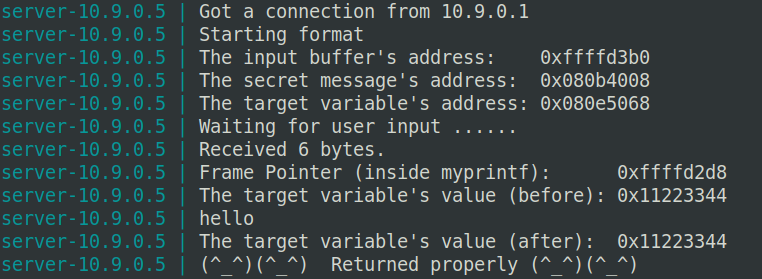 server-10.9.0.5 | Got a connection from 10.9.0.1
server-10.9.0.5 | Starting format
server-10.9.0.5 | The input buffer's address:    0xffffd3b0
server-10.9.0.5 | The secret message's address:  0x080b4008
server-10.9.0.5 | The target variable's address: 0x080e5068
server-10.9.0.5 | Waiting for user input ......
server-10.9.0.5 | Received 6 bytes.
server-10.9.0.5 | Frame Pointer (inside myprintf):      0xffffd2d8
server-10.9.0.5 | The target variable's value (before): 0x11223344
server-10.9.0.5 | hello
server-10.9.0.5 | The target variable's value (after):  0x11223344
server-10.9.0.5 | (^_^)(^_^)  Returned properly (^_^)(^_^)